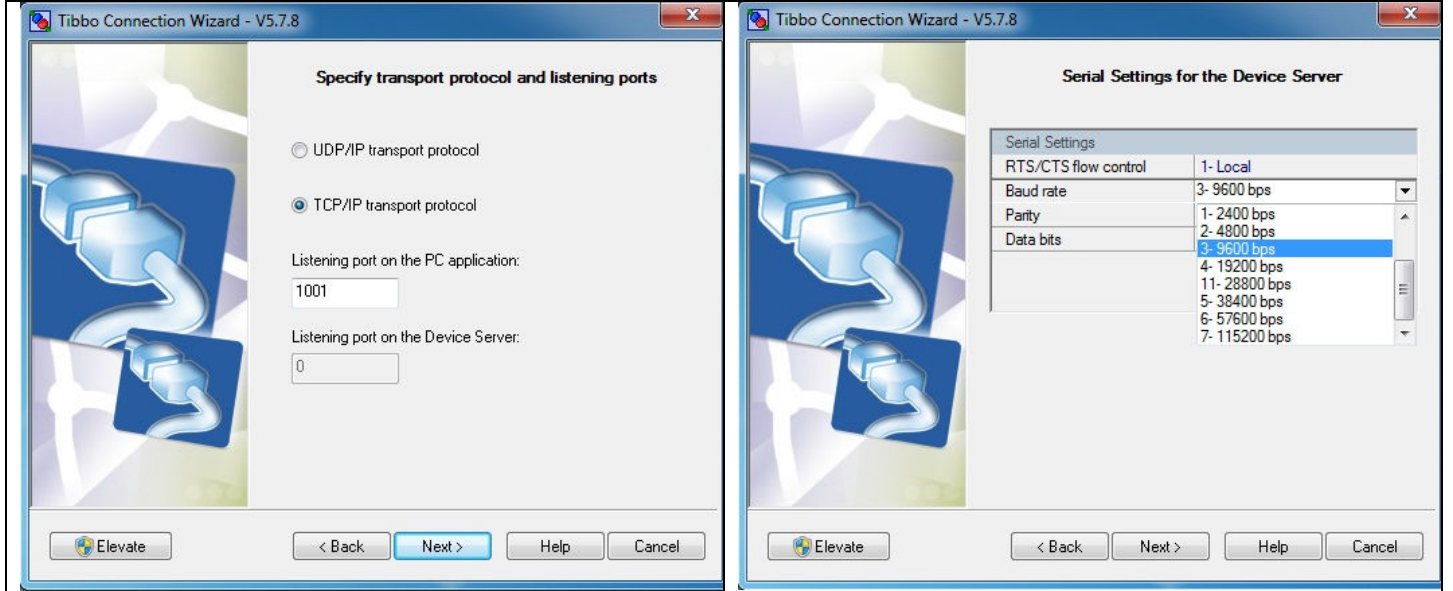 Tibbo Connection Wizard - V5.7.8
Specify transport protocol and listening ports
UDP/IP transport protocol
TCP/IP transport protocol
Listening port on the PC application:
1001
Listening port on the Device Server:
0
Elevate
< Back
Next >
Help
Cancel
Tibbo Connection Wizard - V5.7.8
Serial Settings for the Device Server
Serial Settings
RTS/CTS flow control 1- Local
Baud rate 3- 9600 bps
Parity
Data bits
1- 2400 bps
2- 4800 bps
3- 9600 bps
4- 19200 bps
11- 28800 bps
5- 38400 bps
6- 57600 bps
7- 115200 bps
Elevate
< Back
Next >
Help
Cancel